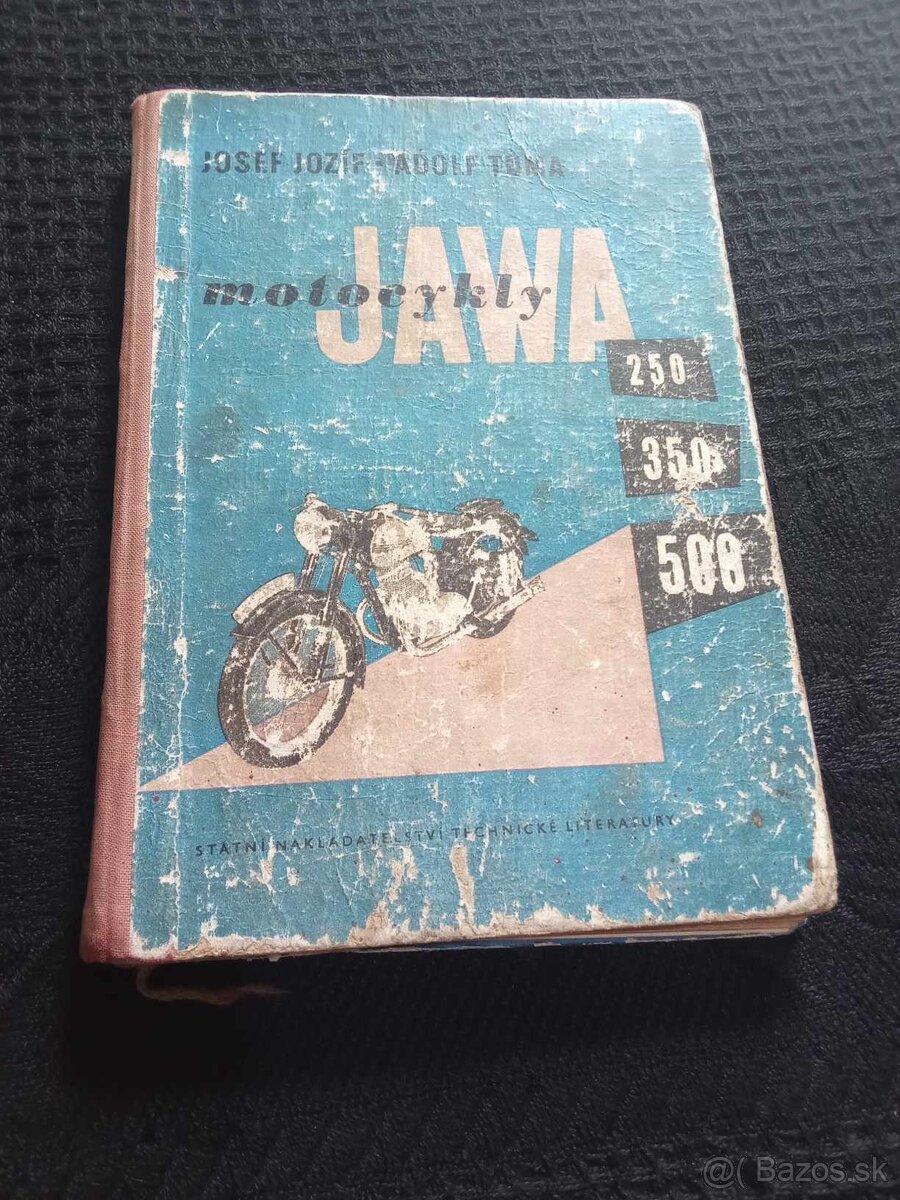 JOSEF JOZÍF - ADOLF TŮMA
motocykly
JAWA
250
350
500
STÁTNÍ NAKLADATELSTVÍ TECHNICKÉ LITERATURY
@( Bazos.sk